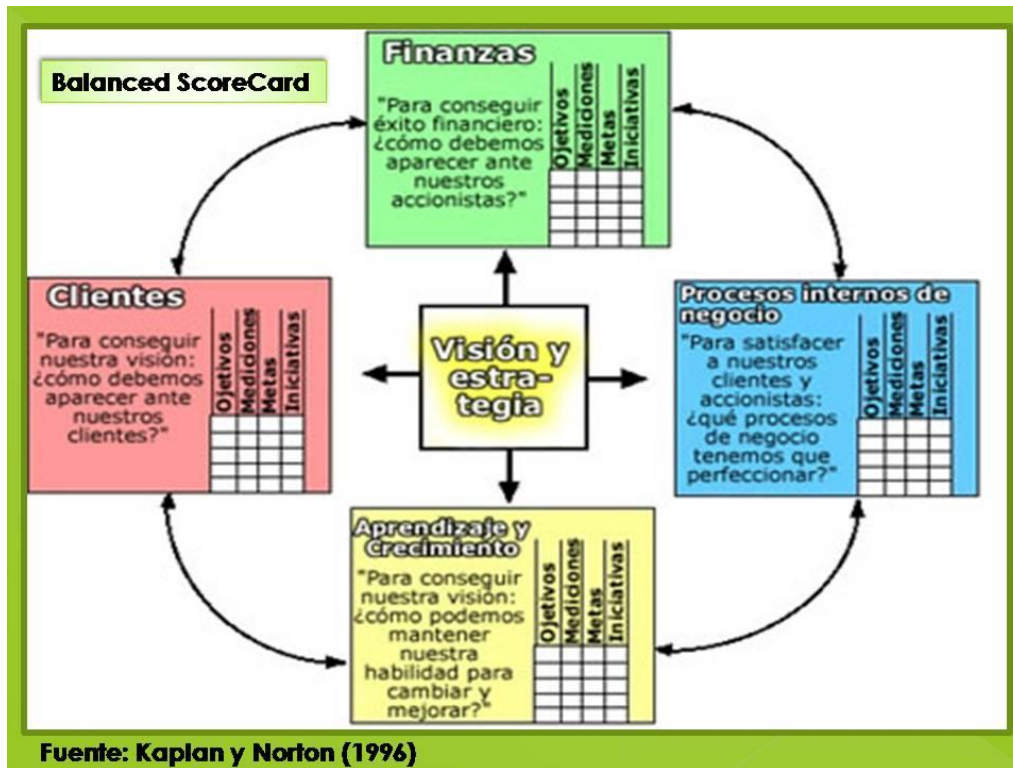 Balanced ScoreCard
Finanzas
"Para conseguir
éxito financiero:
¿cómo debemos
aparecer ante
nuestros
accionistas?"
Ojetivos
Mediciones
Metas
Iniciativas
Clientes
"Para conseguir
nuestra visión:
¿cómo debemos
aparecer ante
nuestros
clientes?"
Ojetivos
Mediciones
Metas
Iniciativas
Visión y
estra-
tegia
Procesos internos de
negocio
"Para satisfacer
a nuestros
clientes y
accionistas:
¿qué procesos
de negocio
tenemos que
perfeccionar?"
Ojetivos
Mediciones
Metas
Iniciativas
Aprendizaje y
Crecimiento
"Para conseguir
nuestra visión:
¿cómo podemos
mantener
nuestra
habilidad para
cambiar y
mejorar?"
Ojetivos
Mediciones
Metas
Iniciativas
Fuente: Kaplan y Norton (1996)